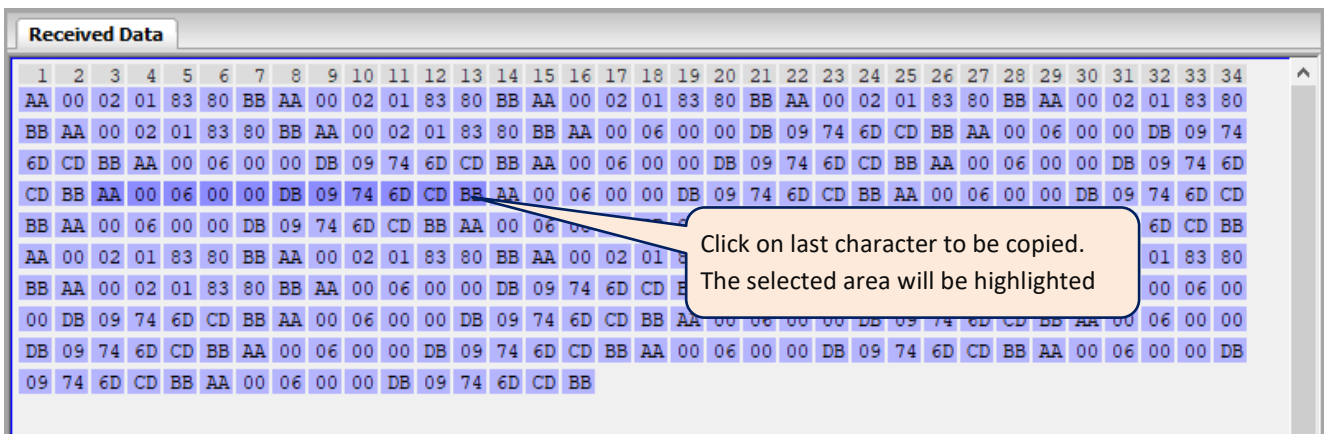 Received Data
1 2 3 4 5 6 7 8 9 10 11 12 13 14 15 16 17 18 19 20 21 22 23 24 25 26 27 28 29 30 31 32 33 34
AA 00 02 01 83 80 BB AA 00 02 01 83 80 BB AA 00 02 01 83 80 BB AA 00 02 01 83 80 BB AA 00 02 01 83 80
BB AA 00 02 01 83 80 BB AA 00 02 01 83 80 BB AA 00 06 00 00 DB 09 74 6D CD BB AA 00 06 00 00 DB 09 74
6D CD BB AA 00 06 00 00 DB 09 74 6D CD BB AA 00 06 00 00 DB 09 74 6D CD BB AA 00 06 00 00 DB 09 74 6D
CD BB AA 00 06 00 00 DB 09 74 6D CD BB AA 00 06 00 00 DB 09 74 6D CD BB AA 00 06 00 00 DB 09 74 6D CD
BB AA 00 06 00 00 DB 09 74 6D CD BB AA 00 06 6D CD BB
AA 00 02 01 83 80 BB AA 00 02 01 83 80 BB AA 00 02 01 01 83 80
BB AA 00 02 01 83 80 BB AA 00 06 00 00 DB 09 74 6D CD 00 06 00
00 DB 09 74 6D CD BB AA 00 06 00 00 DB 09 74 6D CD BB AA 00 06 00 00 DB 09 74 6D CD BB AA 00 06 00 00
DB 09 74 6D CD BB AA 00 06 00 00 DB 09 74 6D CD BB AA 00 06 00 00 DB 09 74 6D CD BB AA 00 06 00 00 DB
09 74 6D CD BB AA 00 06 00 00 DB 09 74 6D CD BB
Click on last character to be copied.
The selected area will be highlighted